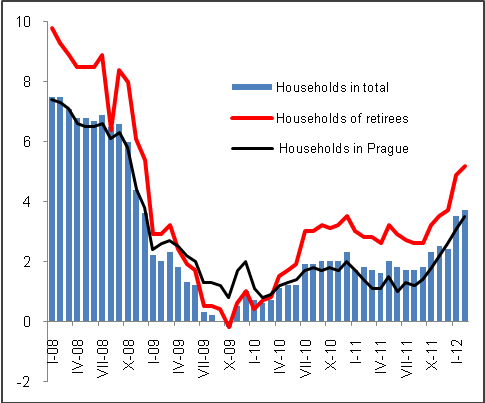 10
8
6
4
2
0
-2
Households in total
Households of retirees
Households in Prague
I-08
IV-08
VII-08
X-08
I-09
IV-09
VII-09
X-09
I-10
IV-10
VII-10
X-10
I-11
IV-11
VII-11
X-11
I-12